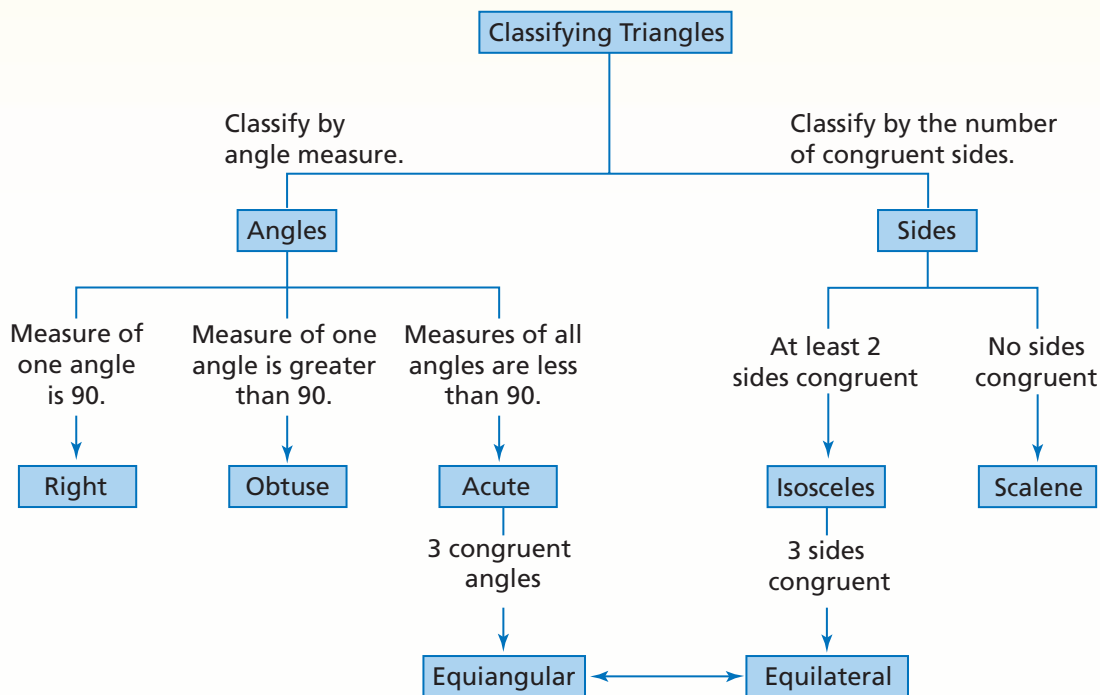 Classifying Triangles
Classify by
angle measure.
Classify by the number
of congruent sides.
Angles
Sides
Measure of
one angle
is 90.
Measure of one
angle is greater
than 90.
Measures of all
angles are less
than 90.
At least 2
sides congruent
No sides
congruent
Right
Obtuse
Acute
Isosceles
Scalene
3 congruent
angles
3 sides
congruent
Equiangular
Equilateral